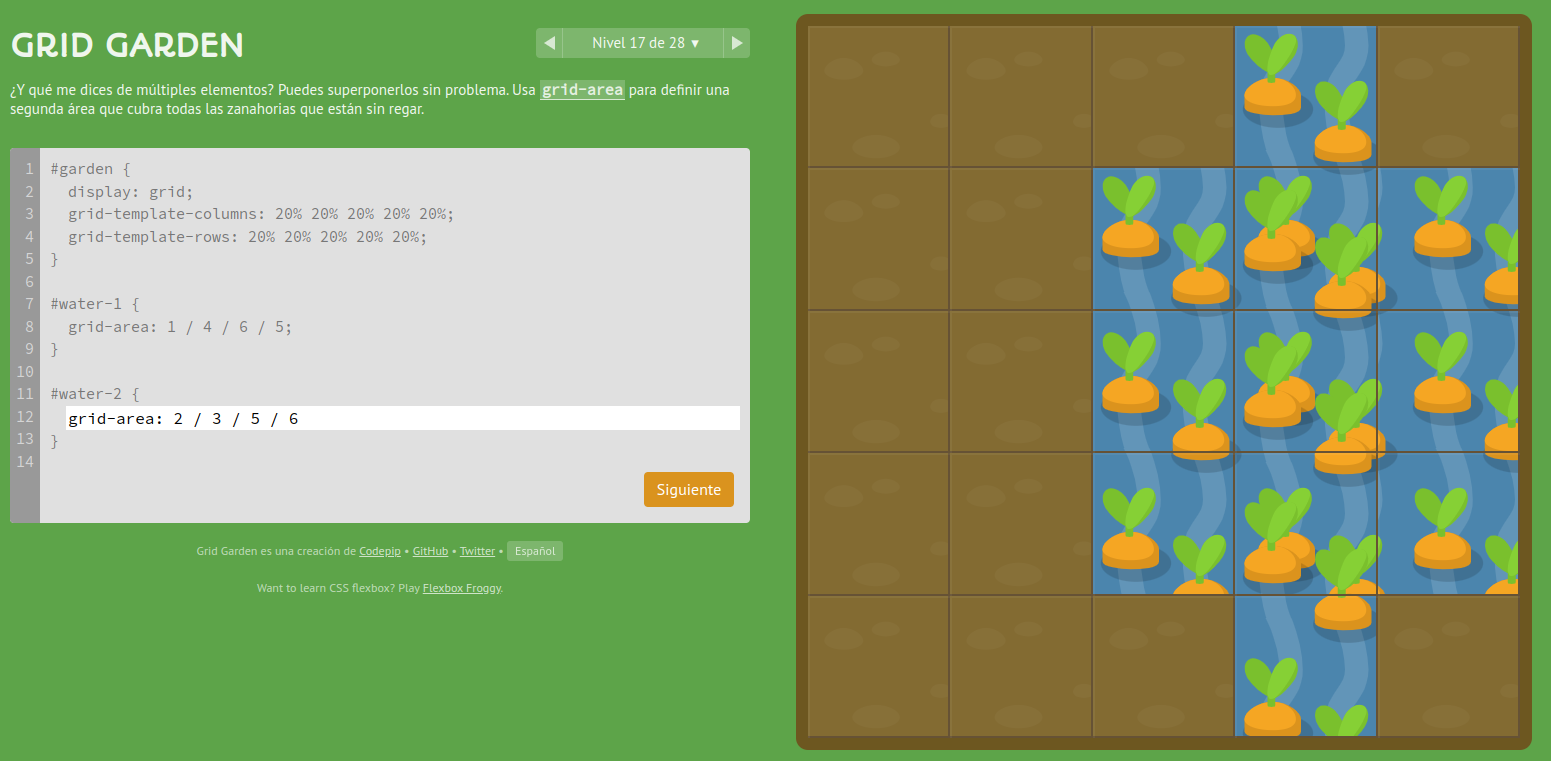 GRID GARDEN
◀ Nivel 17 de 28 ▾ ▶
¿Y qué me dices de múltiples elementos? Puedes superponerlos sin problema. Usa grid-area para definir una
segunda área que cubra todas las zanahorias que están sin regar.
1 #garden {
2 display: grid;
3 grid-template-columns: 20% 20% 20% 20% 20%;
4 grid-template-rows: 20% 20% 20% 20% 20%;
5 }
6
7 #water-1 {
8 grid-area: 1 / 4 / 6 / 5;
9 }
10
11 #water-2 {
12 grid-area: 2 / 3 / 5 / 6
13 }
14
Siguiente
Grid Garden es una creación de Codepip • GitHub • Twitter • Español
Want to learn CSS flexbox? Play Flexbox Froggy.